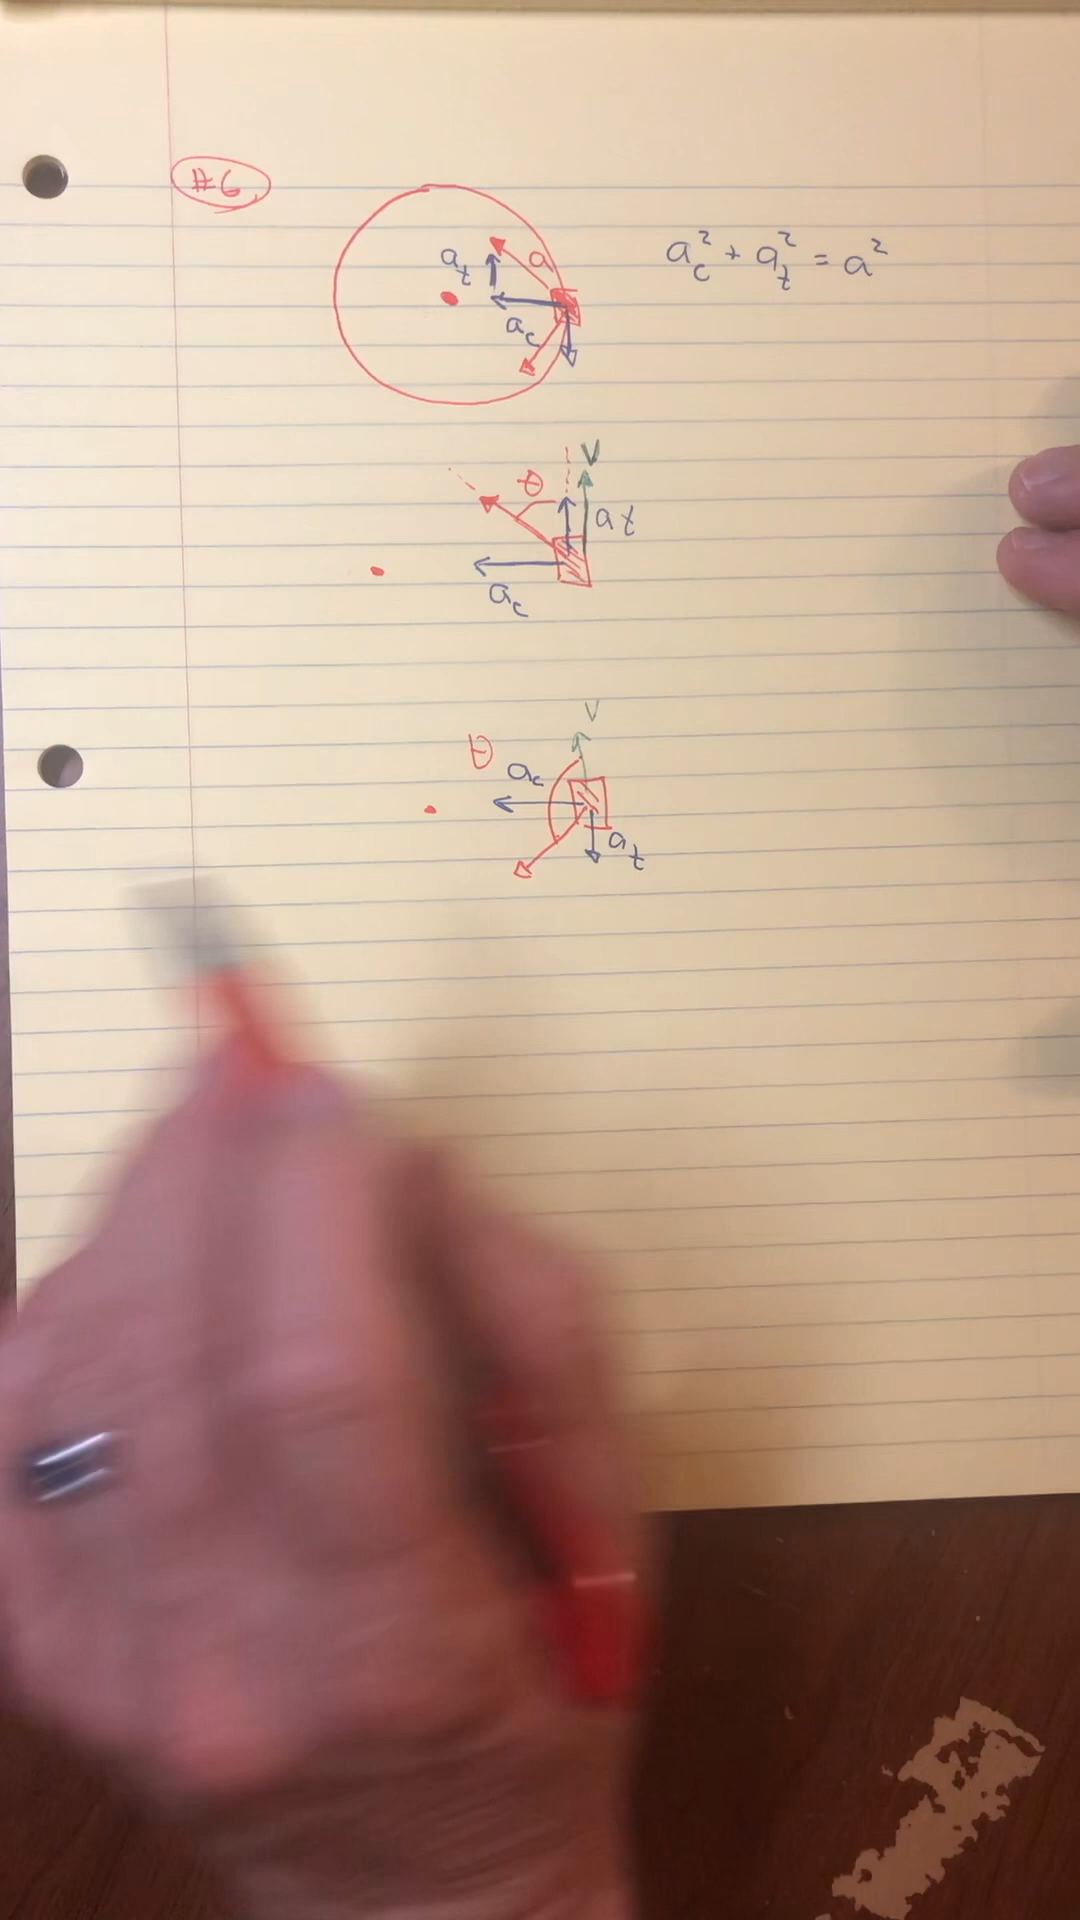 #6
a_t a a_c a_c² + a_t² = a²
θ v
a_t
a_c
v
θ a_c
a_t